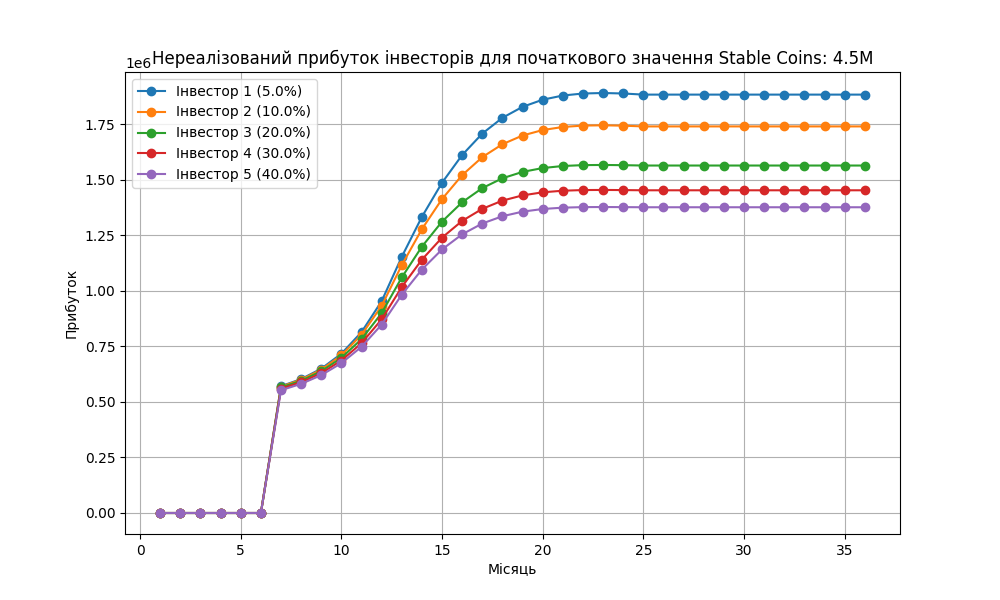 Нереалізований прибуток інвесторів для початкового значення Stable Coins: 4.5M
1e6
Інвестор 1 (5.0%)
Інвестор 2 (10.0%)
Інвестор 3 (20.0%)
Інвестор 4 (30.0%)
Інвестор 5 (40.0%)
1.75
1.50
1.25
1.00
0.75
0.50
0.25
0.00
Прибуток
0 5 10 15 20 25 30 35
Місяць